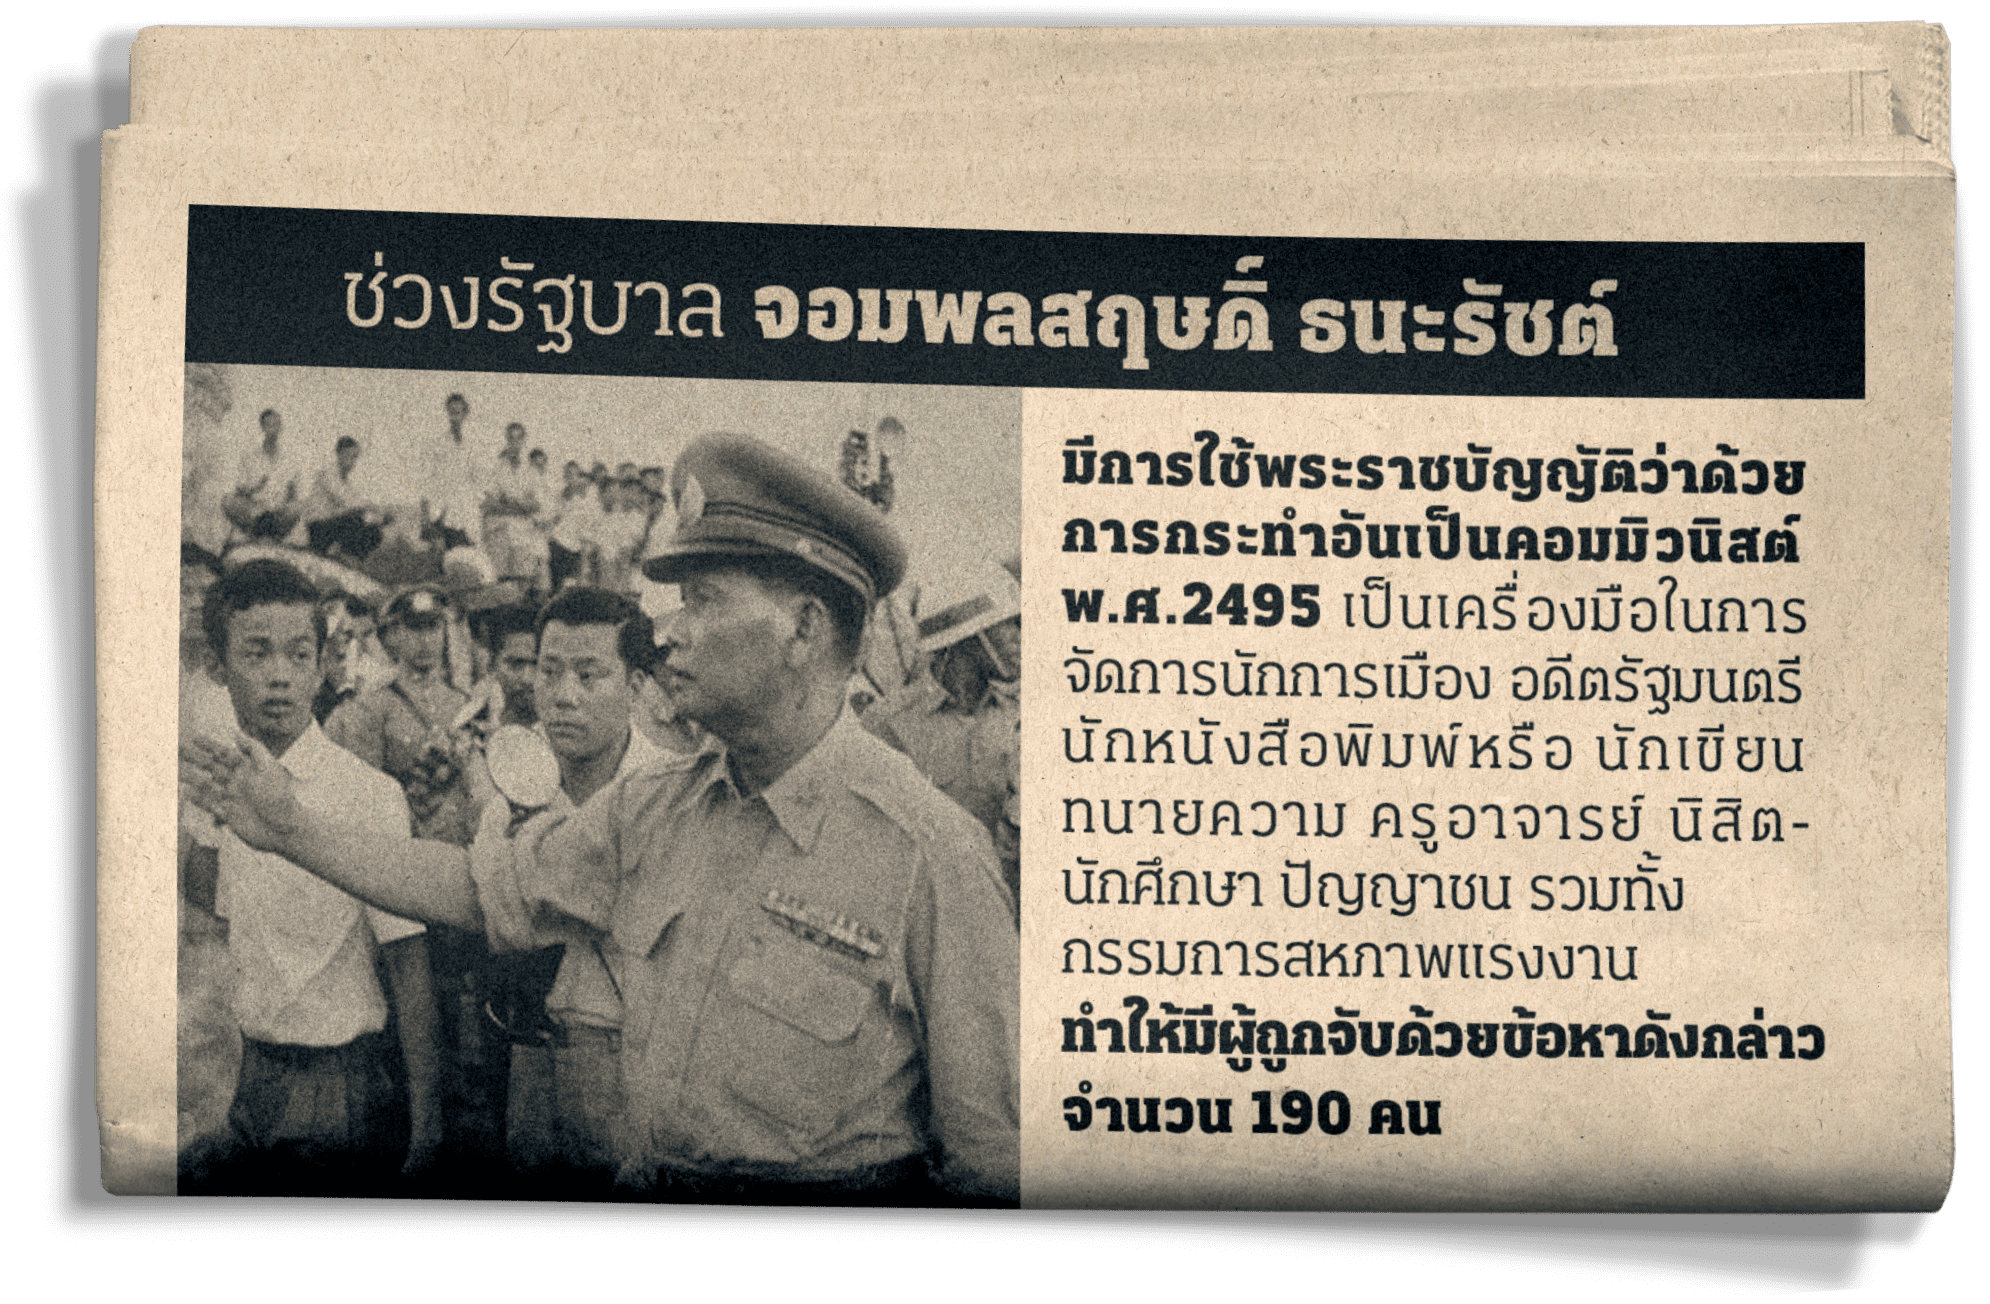 ช่วงรัฐบาล จอมพลสฤษดิ์ ธนะรัชต์
มีการใช้พระราชบัญญัติว่าด้วย
การกระทำอันเป็นคอมมิวนิสต์
พ.ศ.2495 เป็นเครื่องมือในการ
จัดการนักการเมือง อดีตรัฐมนตรี
นักหนังสือพิมพ์หรือ นักเขียน
ทนายความ ครูอาจารย์ นิสิต-
นักศึกษา ปัญญาชน รวมทั้ง
กรรมการสหภาพแรงงาน
ทำให้มีผู้ถูกจับด้วยข้อหาดังกล่าว
จำนวน 190 คน